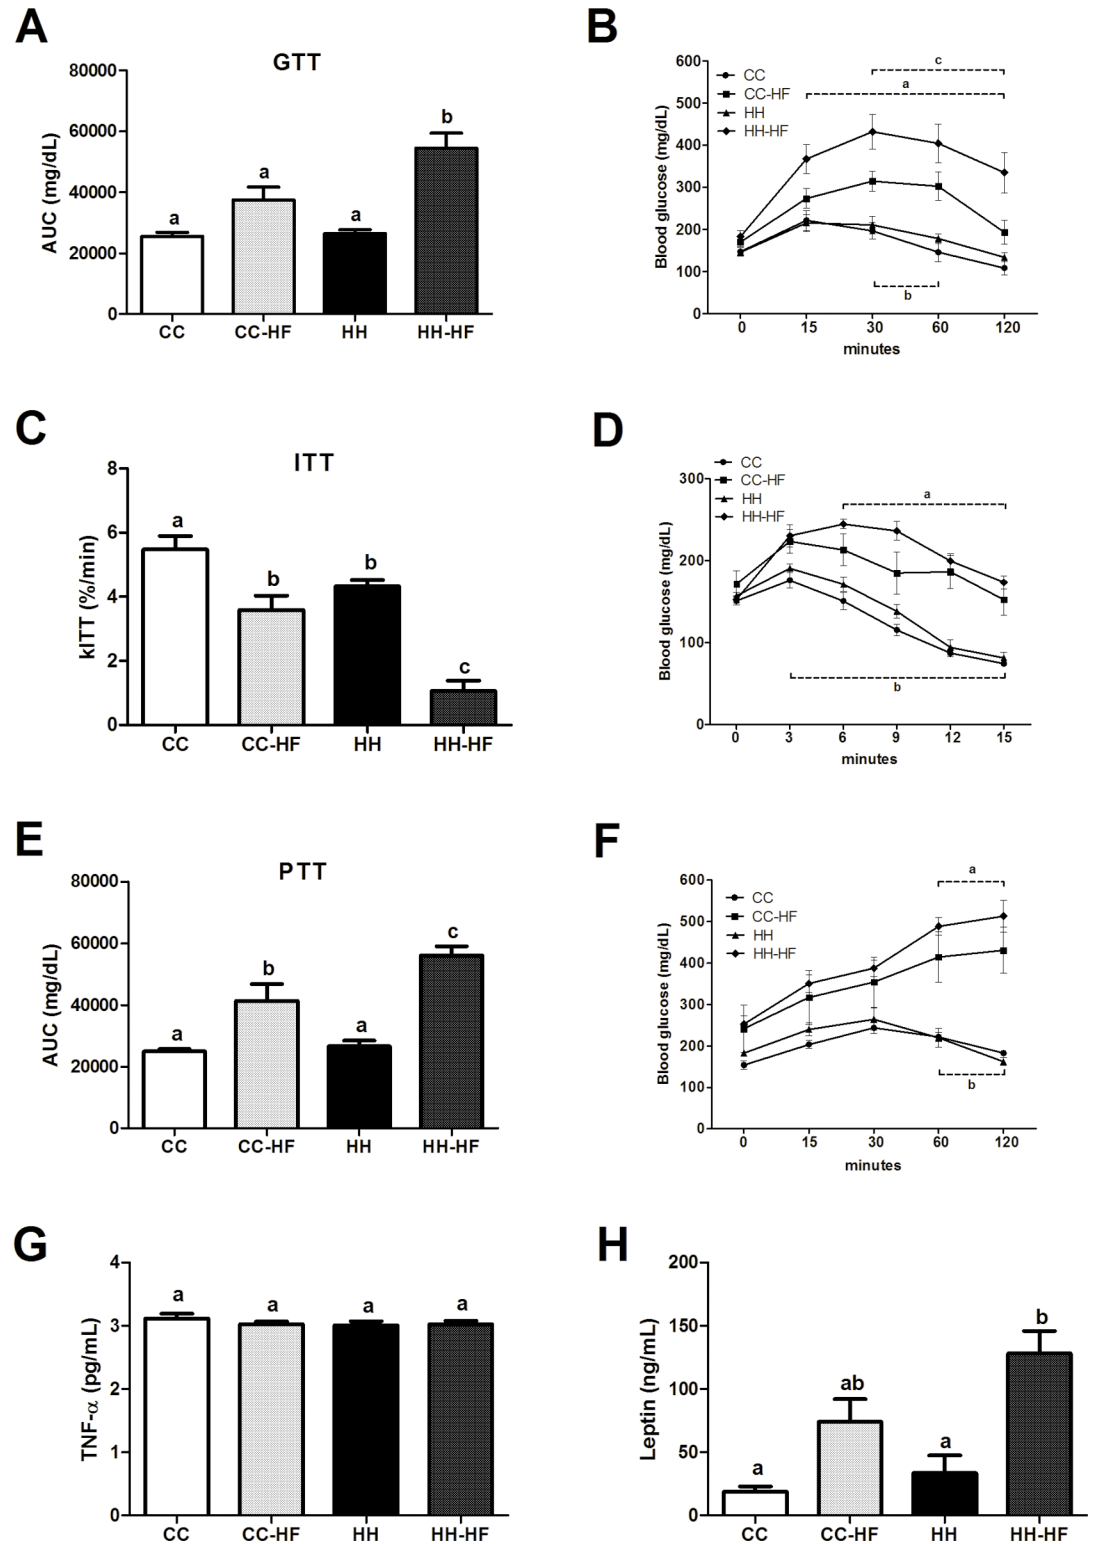 A
GTT
AUC (mg/dL)
80000
60000
40000
20000
0
a
a
a
b
CC
CC-HF
HH
HH-HF
B
Blood glucose (mg/dL)
600
500
400
300
200
100
0
CC
CC-HF
HH
HH-HF
c
a
b
0
15
30
60
120
minutes
C
ITT
kITT (%/min)
8
6
4
2
0
a
b
b
c
CC
CC-HF
HH
HH-HF
D
Blood glucose (mg/dL)
300
200
100
0
CC
CC-HF
HH
HH-HF
a
b
0
3
6
9
12
15
minutes
E
PTT
AUC (mg/dL)
80000
60000
40000
20000
0
a
b
a
c
CC
CC-HF
HH
HH-HF
F
Blood glucose (mg/dL)
600
500
400
300
200
100
0
CC
CC-HF
HH
HH-HF
a
b
0
15
30
60
120
minutes
G
TNF-α (pg/mL)
4
3
2
1
0
a
a
a
a
CC
CC-HF
HH
HH-HF
H
Leptin (ng/mL)
200
150
100
50
0
a
ab
a
b
CC
CC-HF
HH
HH-HF